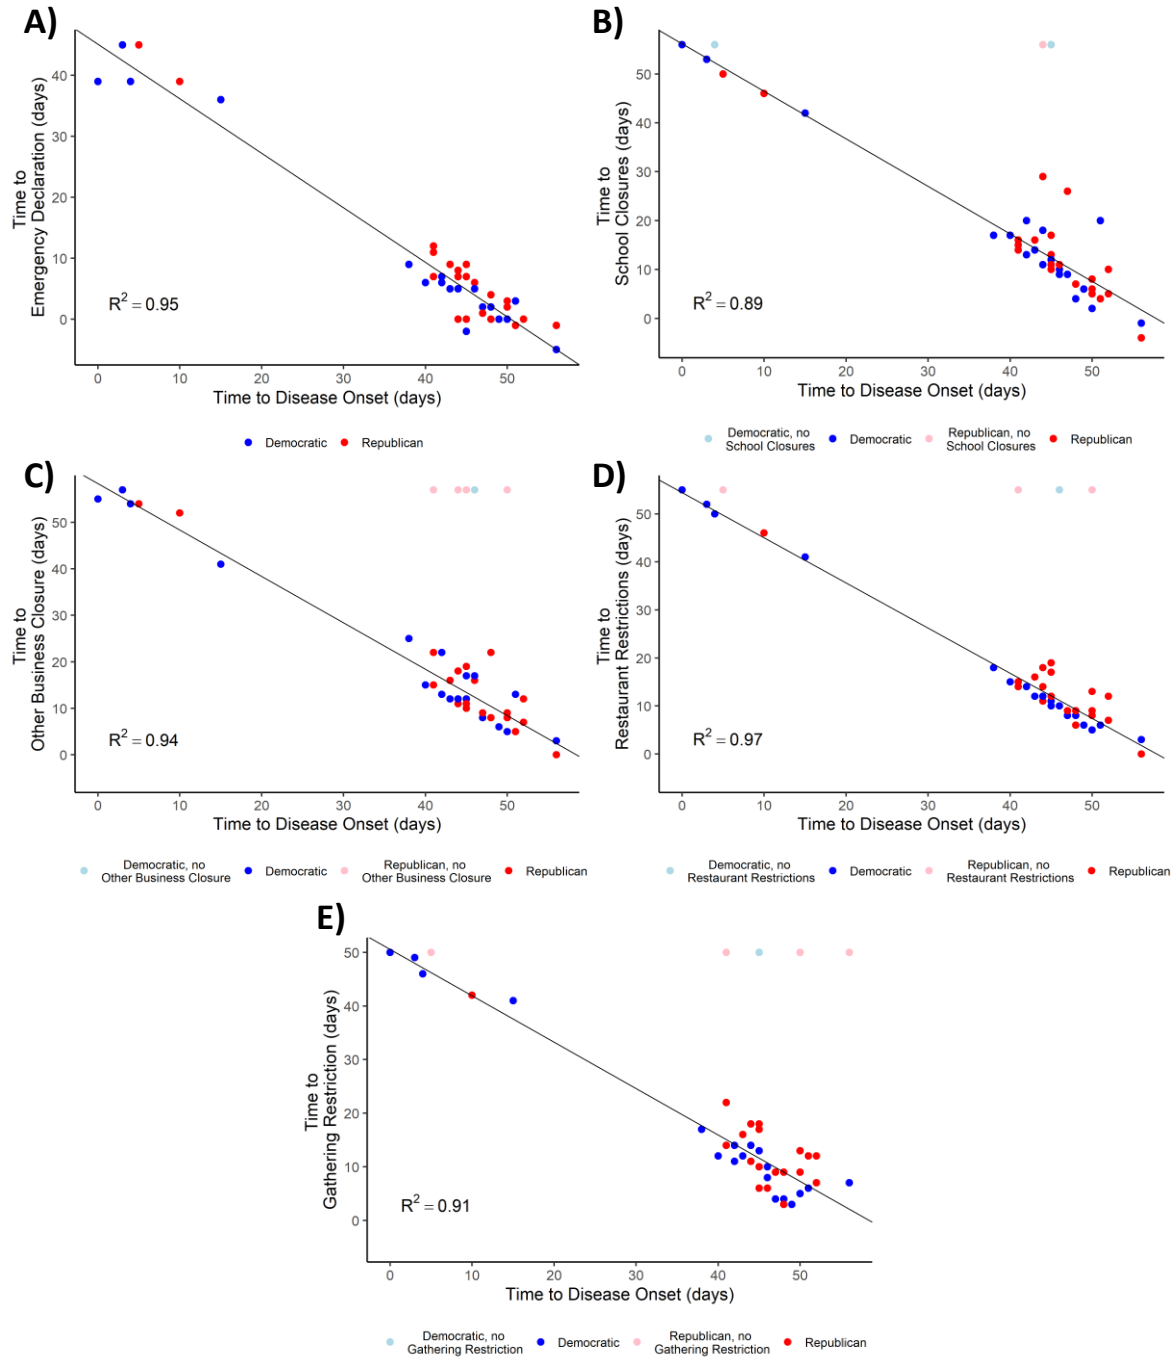 A)
Time to
Emergency Declaration (days)
40
30
20
10
0
R² = 0.95
0 10 20 30 40 50
Time to Disease Onset (days)
Democratic Republican
B)
Time to
School Closures (days)
50
40
30
20
10
0
R² = 0.89
0 10 20 30 40 50
Time to Disease Onset (days)
Democratic, no
School Closures
Democratic
Republican, no
School Closures
Republican
C)
Time to
Other Business Closure (days)
50
40
30
20
10
0
R² = 0.94
0 10 20 30 40 50
Time to Disease Onset (days)
Democratic, no
Other Business Closure
Democratic
Republican, no
Other Business Closure
Republican
D)
Time to
Restaurant Restrictions (days)
50
40
30
20
10
0
R² = 0.97
0 10 20 30 40 50
Time to Disease Onset (days)
Democratic, no
Restaurant Restrictions
Democratic
Republican, no
Restaurant Restrictions
Republican
E)
Time to
Gathering Restriction (days)
50
40
30
20
10
0
R² = 0.91
0 10 20 30 40 50
Time to Disease Onset (days)
Democratic, no
Gathering Restriction
Democratic
Republican, no
Gathering Restriction
Republican